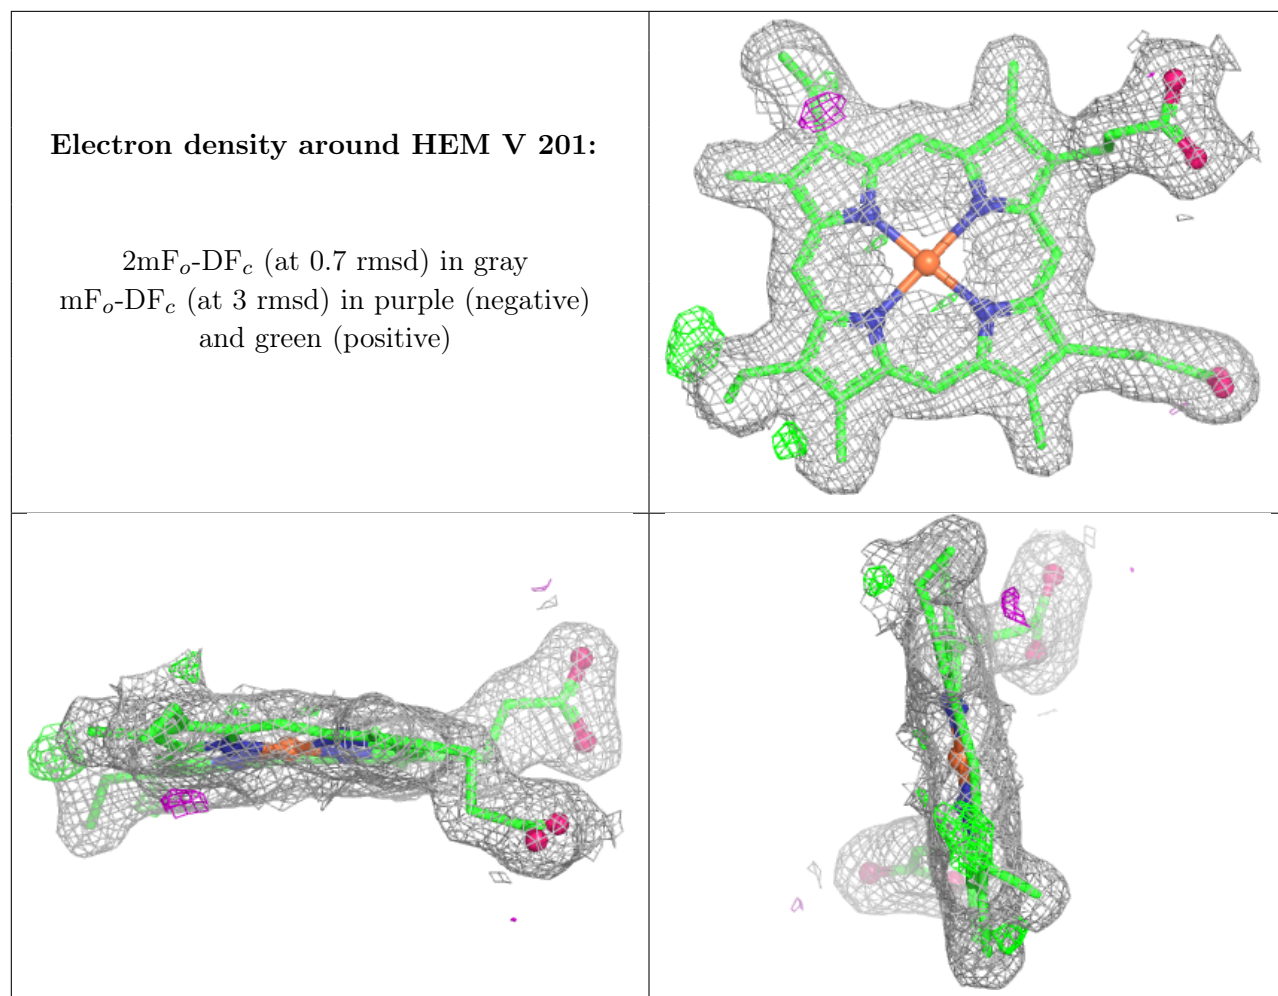 Electron density around HEM V 201:
2mFo-DFc (at 0.7 rmsd) in gray
mFo-DFc (at 3 rmsd) in purple (negative)
and green (positive)